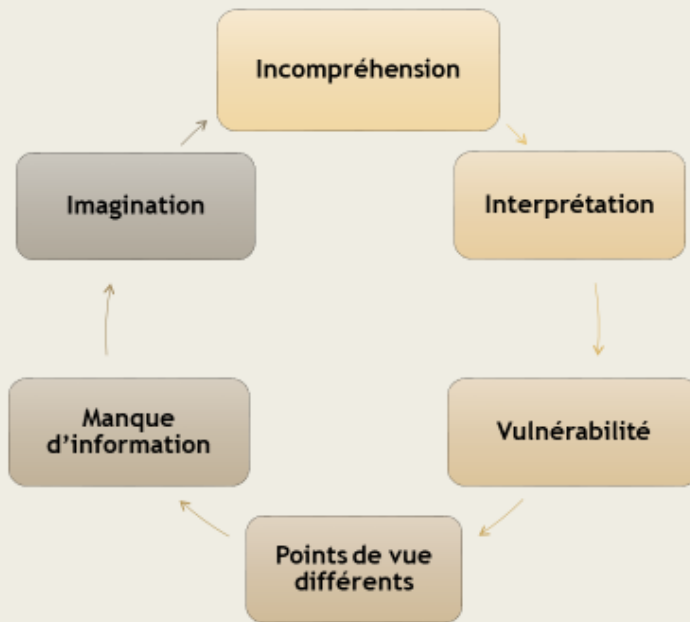 Incompréhension
Interprétation
Vulnérabilité
Points de vue
différents
Manque
d'information
Imagination